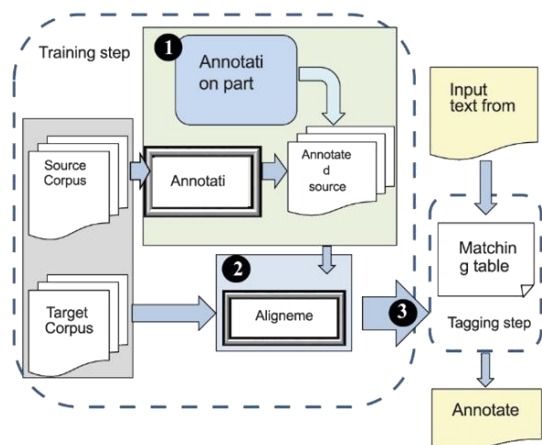 Training step
1
Annotati
on part
Source
Corpus
Annotati
Annotate
d
source
2
Target
Corpus
Aligneme
3
Input
text from
Matchin
g table
Tagging step
Annotate